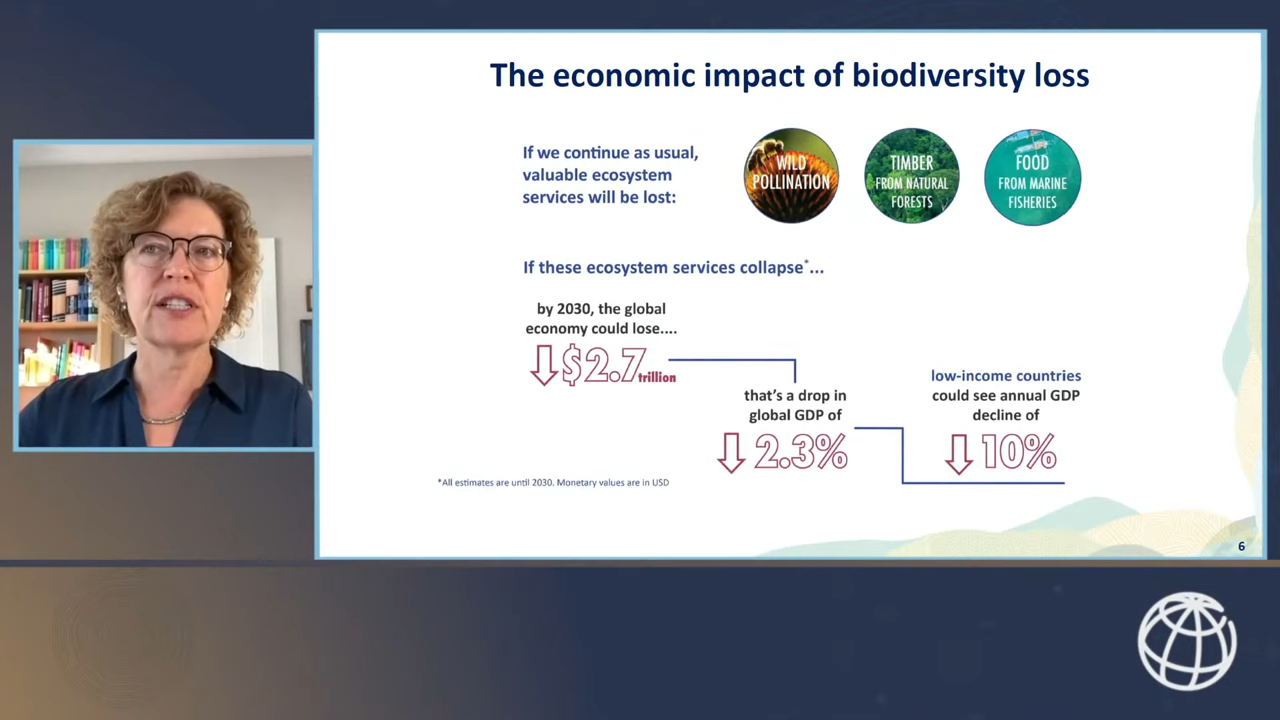 The economic impact of biodiversity loss
If we continue as usual,
valuable ecosystem
services will be lost:
WILD
POLLINATION
TIMBER
FROM NATURAL
FORESTS
FOOD
FROM MARINE
FISHERIES
If these ecosystem services collapse*...
by 2030, the global
economy could lose....
$2.7 trillion
that's a drop in
global GDP of
2.3%
low-income countries
could see annual GDP
decline of
10%
*All estimates are until 2030. Monetary values are in USD
6